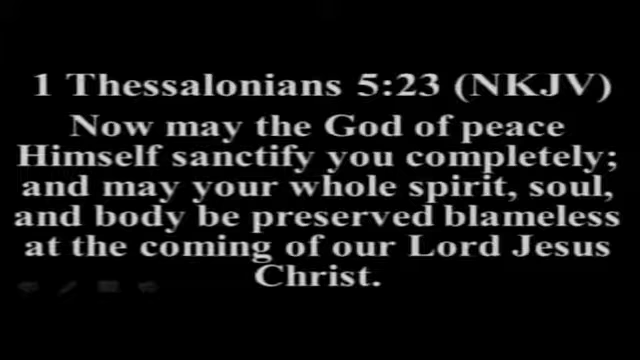 1 Thessalonians 5:23 (NKJV)
Now may the God of peace
Himself sanctify you completely;
and may your whole spirit, soul,
and body be preserved blameless
at the coming of our Lord Jesus
Christ.